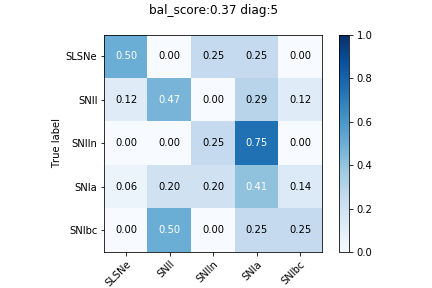 bal_score:0.37 diag:5
SLSNe 0.50 0.00 0.25 0.25 0.00
SNII 0.12 0.47 0.00 0.29 0.12
SNIIn 0.00 0.00 0.25 0.75 0.00
SNIa 0.06 0.20 0.20 0.41 0.14
SNIbc 0.00 0.50 0.00 0.25 0.25
True label
SLSNe SNII SNIIn SNIa SNIbc
1.0
0.8
0.6
0.4
0.2
0.0